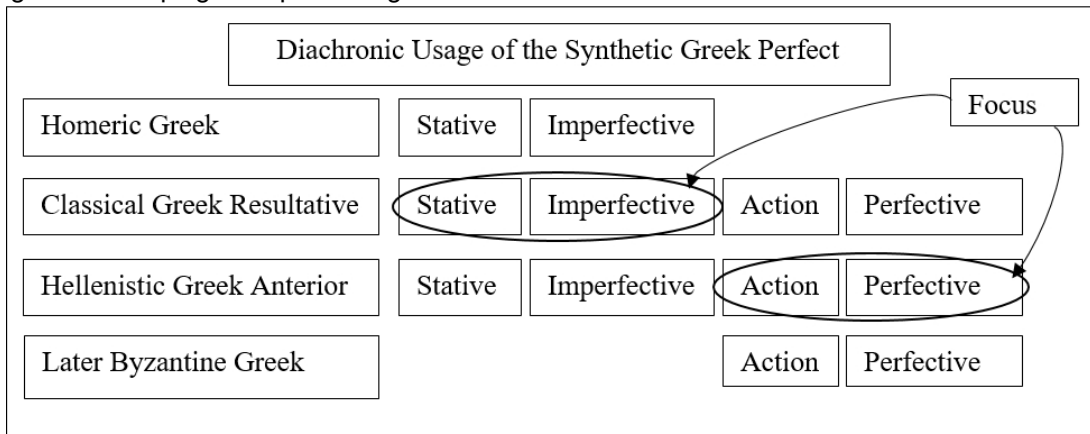 Diachronic Usage of the Synthetic Greek Perfect
Focus
Homeric Greek Stative Imperfective
Classical Greek Resultative Stative Imperfective Action Perfective
Hellenistic Greek Anterior Stative Imperfective Action Perfective
Later Byzantine Greek Action Perfective